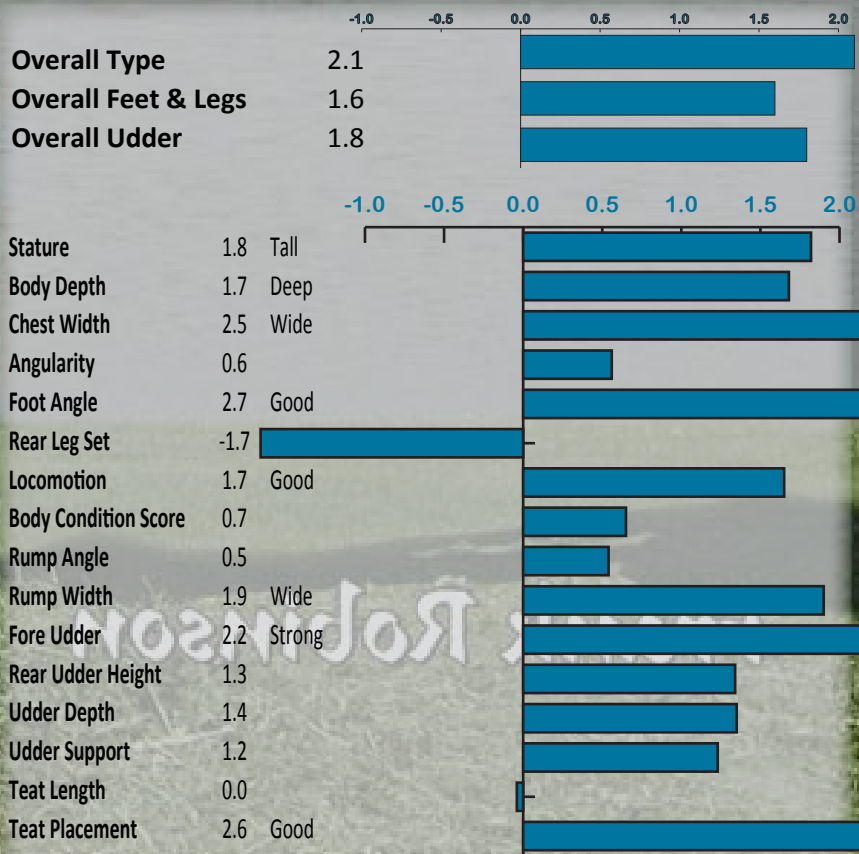 -1.0 -0.5 0.0 0.5 1.0 1.5 2.0
Overall Type 2.1
Overall Feet & Legs 1.6
Overall Udder 1.8
-1.0 -0.5 0.0 0.5 1.0 1.5 2.0
Stature 1.8 Tall
Body Depth 1.7 Deep
Chest Width 2.5 Wide
Angularity 0.6
Foot Angle 2.7 Good
Rear Leg Set -1.7
Locomotion 1.7 Good
Body Condition Score 0.7
Rump Angle 0.5
Rump Width 1.9 Wide
Robinson
Fore Udder 2.2 Strong
Rear Udder Height 1.3
Udder Depth 1.4
Udder Support 1.2
Teat Length 0.0
Teat Placement 2.6 Good